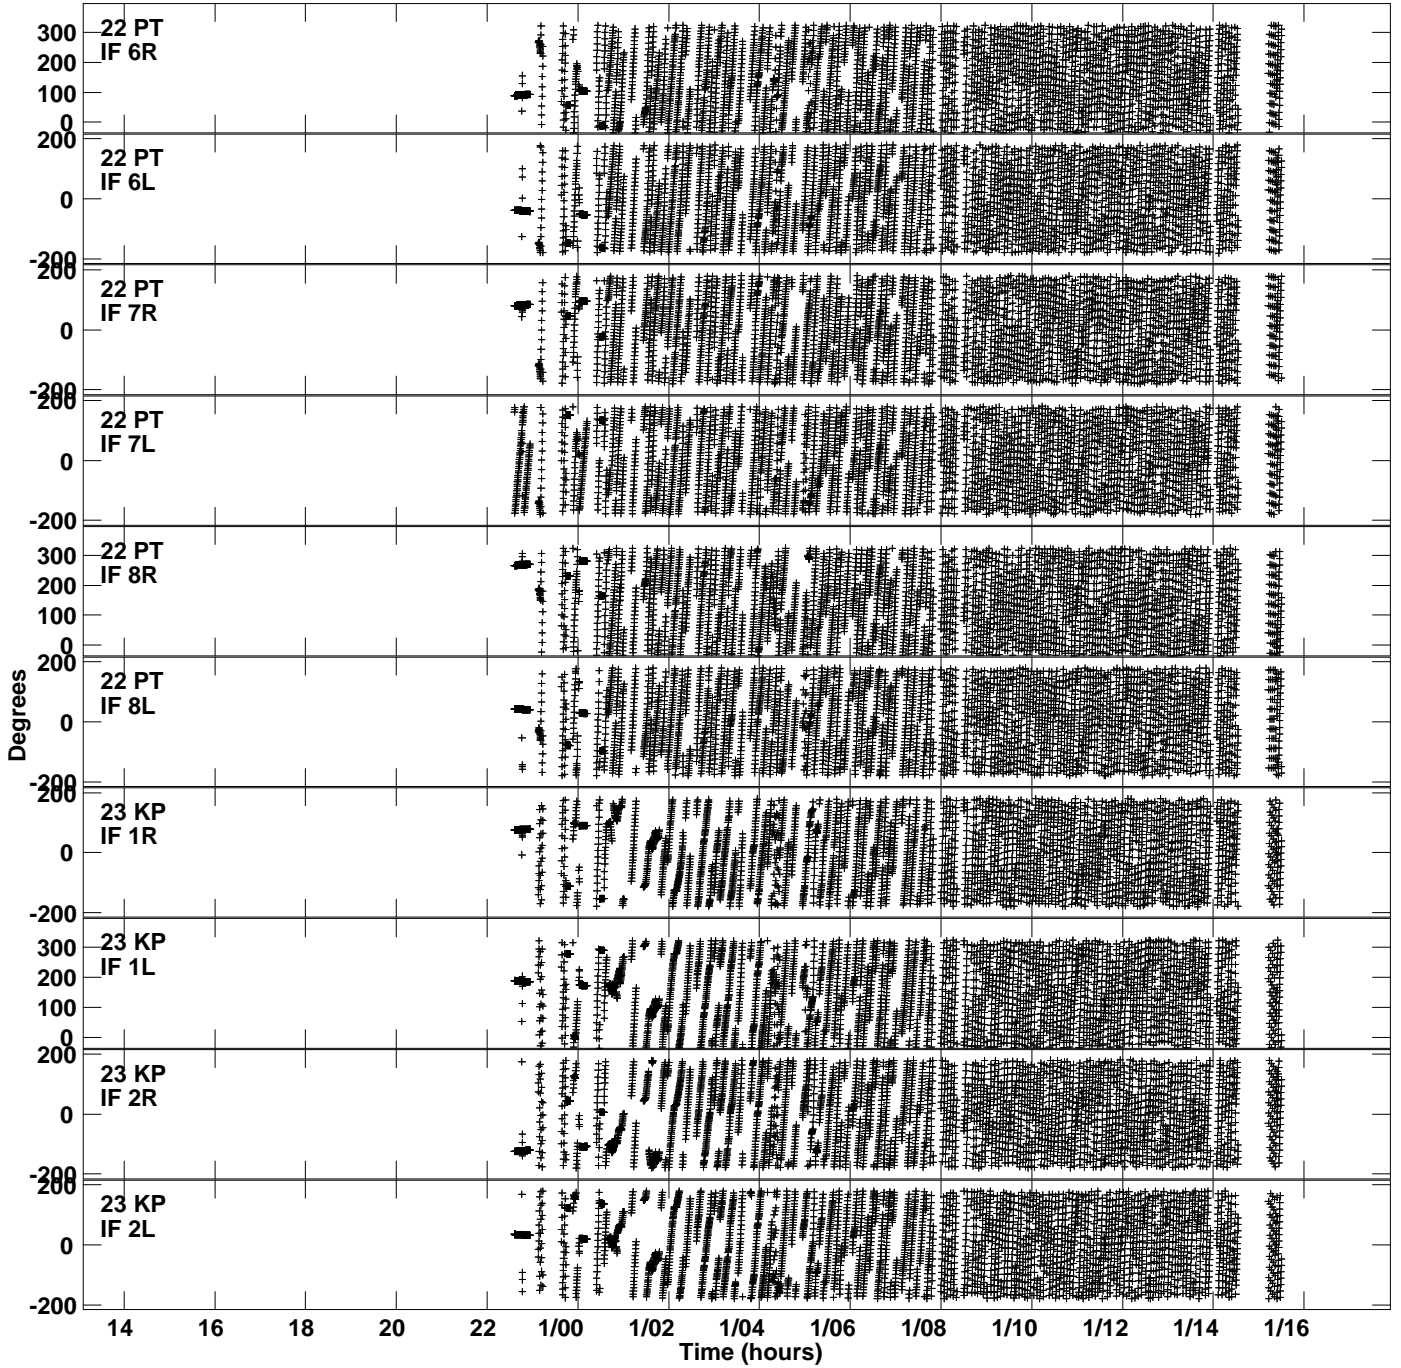 22 PT
IF 6R
300
200
100
0
22 PT
IF 6L
200
0
-200
22 PT
IF 7R
200
0
-200
22 PT
IF 7L
200
0
-200
22 PT
IF 8R
300
200
100
0
22 PT
IF 8L
200
0
-200
23 KP
IF 1R
200
0
-200
23 KP
IF 1L
300
200
100
0
23 KP
IF 2R
200
0
-200
23 KP
IF 2L
200
0
-200
Degrees
14 16 18 20 22 1/00 1/02 1/04 1/06 1/08 1/10 1/12 1/14 1/16
Time (hours)